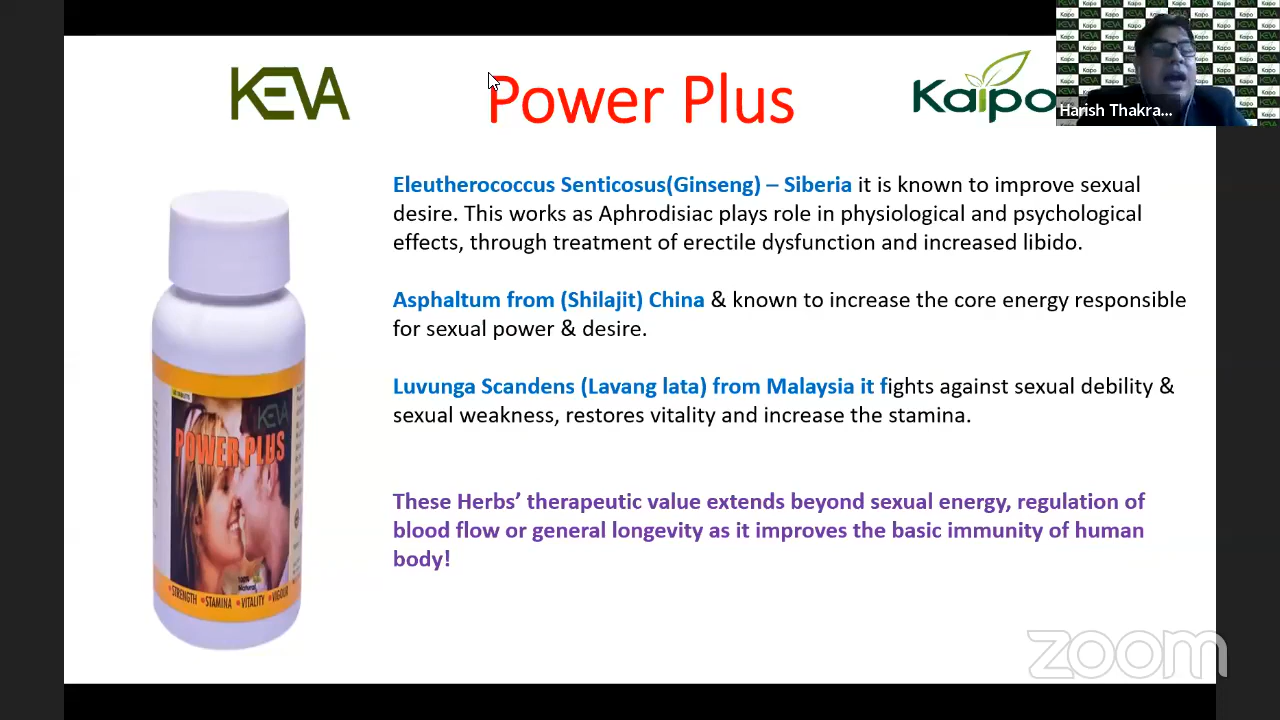 KEVA
Power Plus
Kaipo
Harish Thakra...
Eleutherococcus Senticosus(Ginseng) – Siberia it is known to improve sexual
desire. This works as Aphrodisiac plays role in physiological and psychological
effects, through treatment of erectile dysfunction and increased libido.
Asphaltum from (Shilajit) China & known to increase the core energy responsible
for sexual power & desire.
Luvunga Scandens (Lavang lata) from Malaysia it fights against sexual debility &
sexual weakness, restores vitality and increase the stamina.
These Herbs’ therapeutic value extends beyond sexual energy, regulation of
blood flow or general longevity as it improves the basic immunity of human
body!
KEVA
POWER PLUS
100%
Natural
•STRENGTH •STAMINA •VITALITY •VIGOUR
zoom